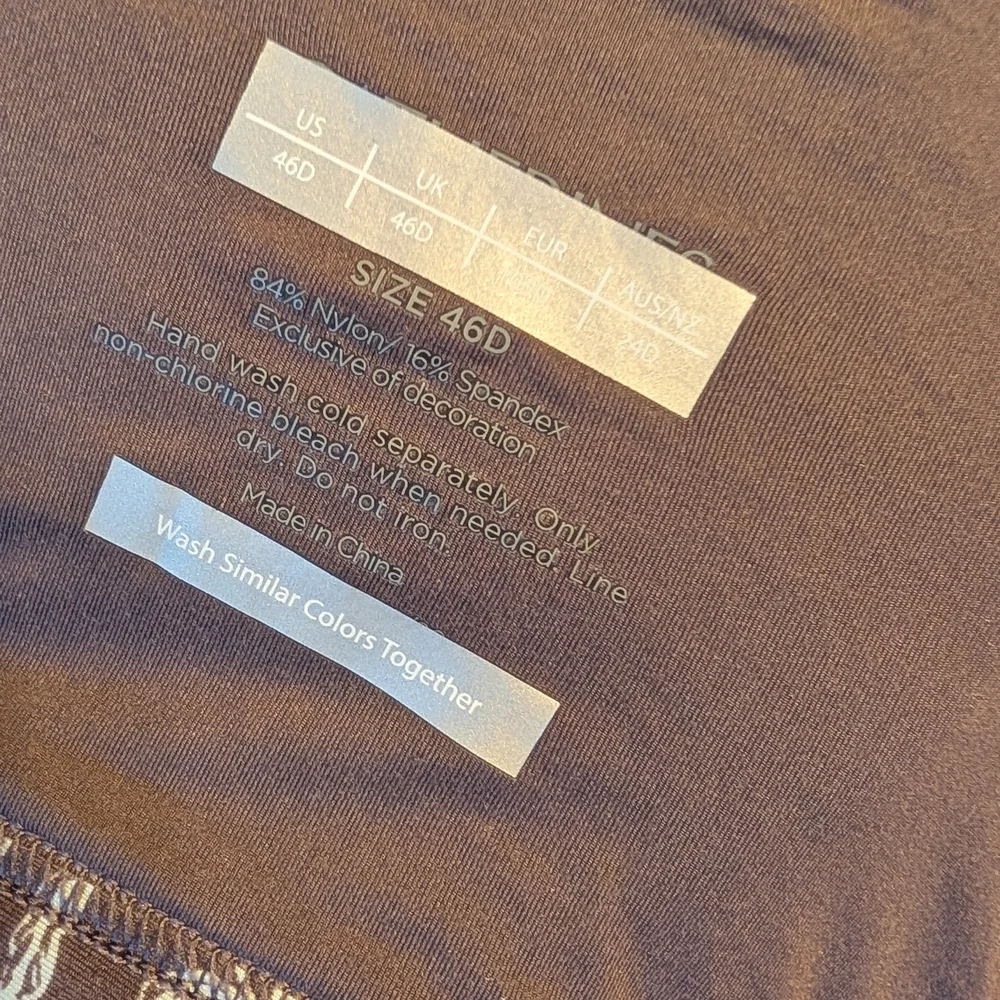 US UK EUR AUS/NZ
46D 46D 24D
SIZE 46D
84% Nylon/ 16% Spandex
Exclusive of decoration
Hand wash cold separately. Only
non-chlorine bleach when needed. Line
dry. Do not iron.
Made in China
Wash Similar Colors Together